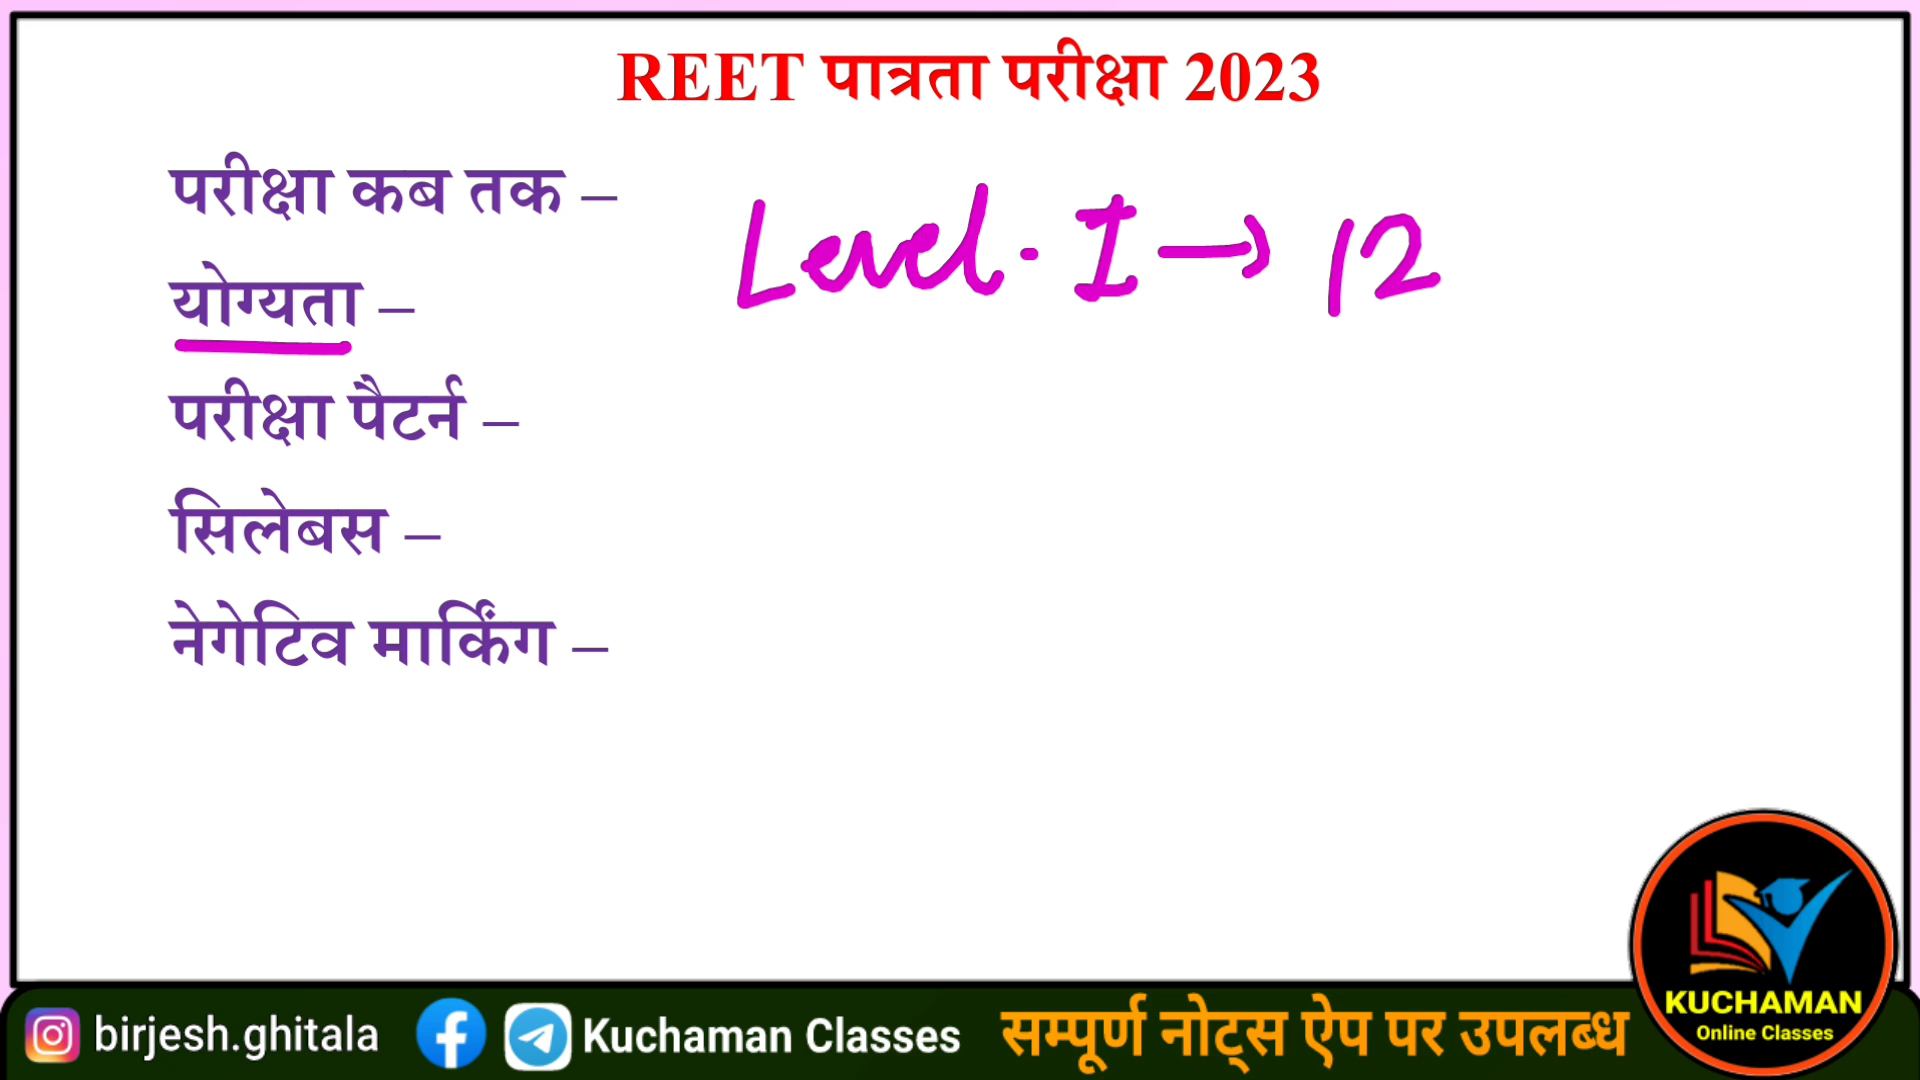 REET पात्रता परीक्षा 2023
परीक्षा कब तक –
Level. I → 12
योग्यता –
परीक्षा पैटर्न –
सिलेबस –
नेगेटिव मार्किंग –
birjesh.ghitala
Kuchaman Classes
सम्पूर्ण नोट्स ऐप पर उपलब्ध
KUCHAMAN
Online Classes